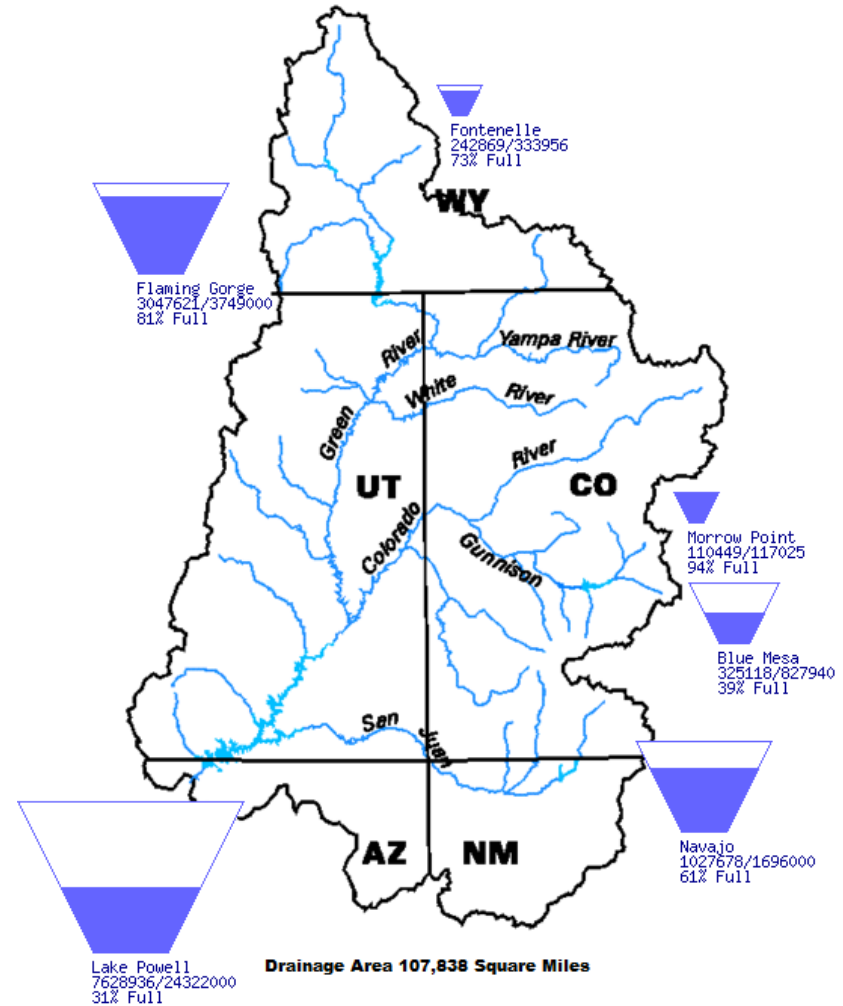 Fontenelle
242869/333956
73% Full
WY
Flaming Gorge
3047621/3749000
81% Full
Yampa River
River
White
River
Green
River
UT
CO
Colorado
Gunnison
Morrow Point
110449/117025
94% Full
Blue Mesa
325118/827940
39% Full
San
Juan
AZ
NM
Navajo
1027678/1696000
61% Full
Lake Powell
7628936/24322000
31% Full
Drainage Area 107,838 Square Miles